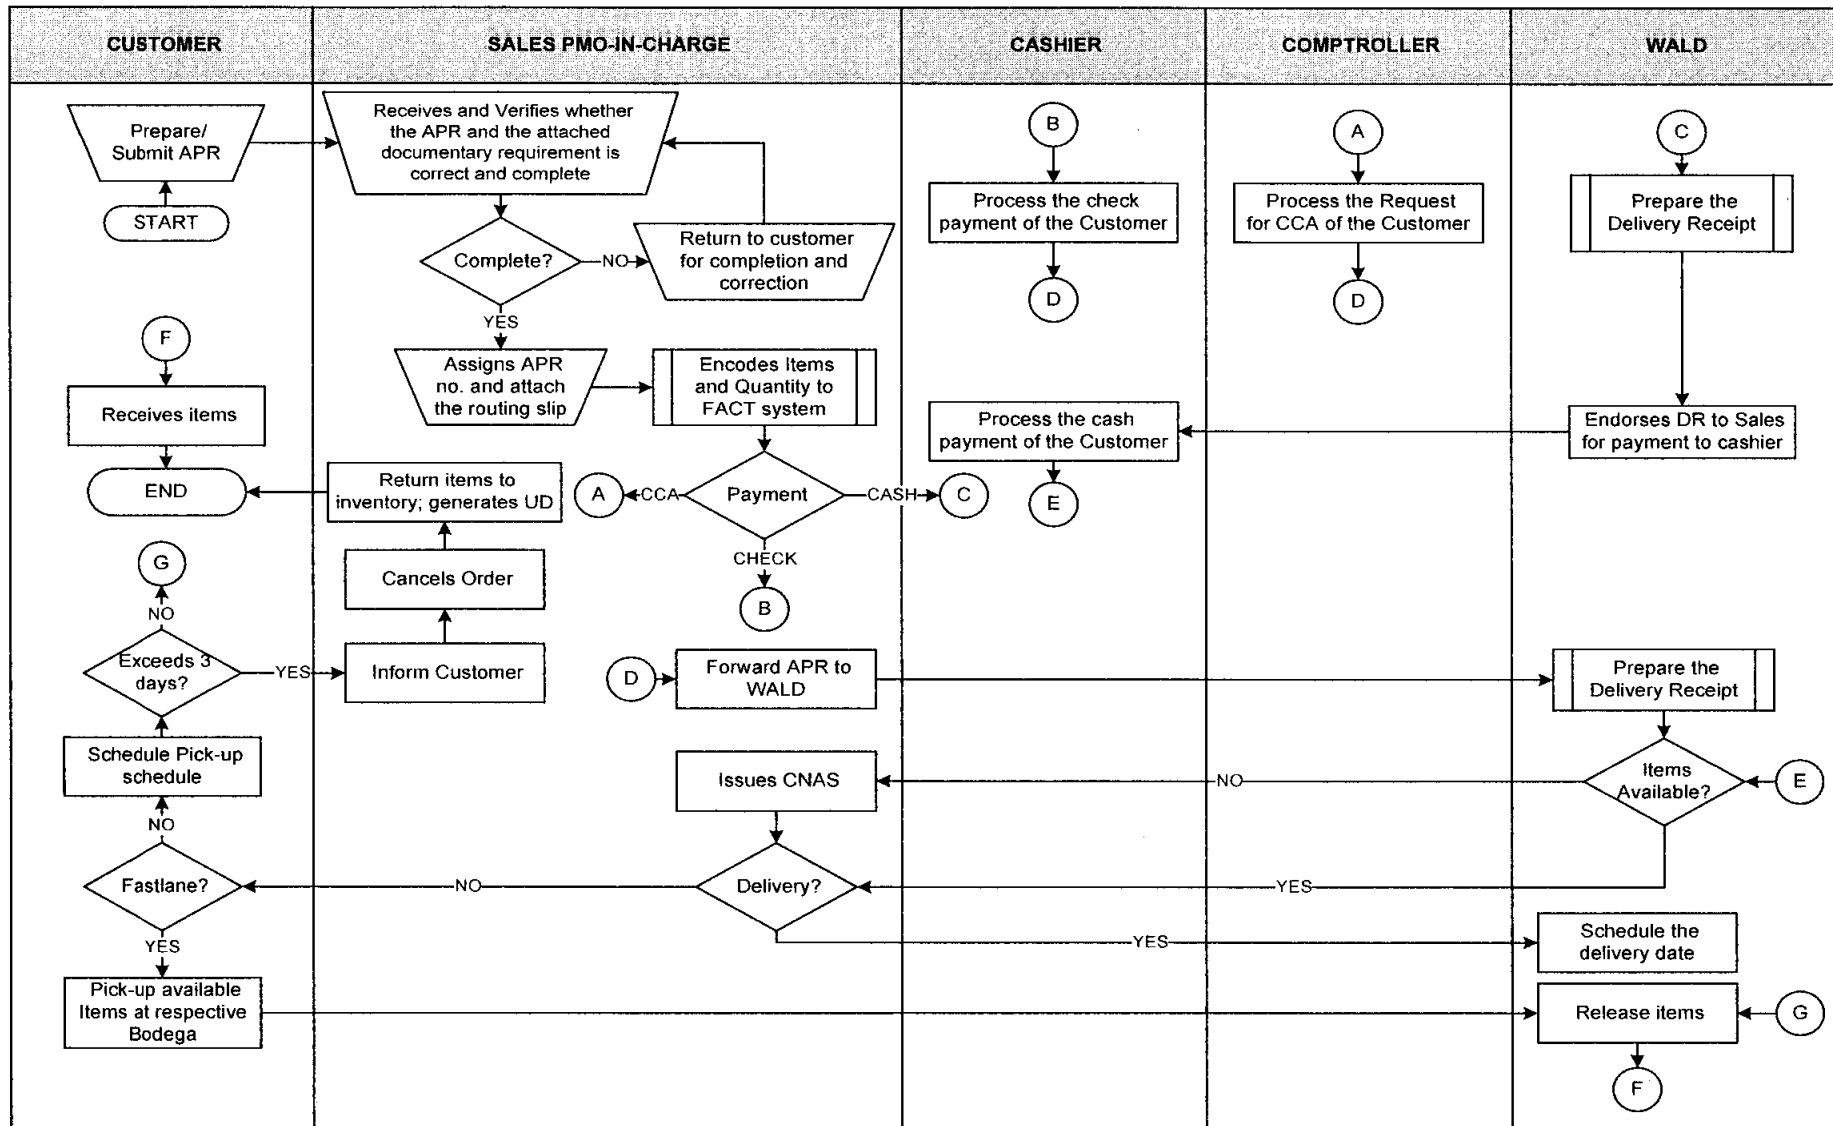 CUSTOMER
SALES PMO-IN-CHARGE
CASHIER
COMPTROLLER
WALD
Prepare/
Submit APR
START
F
Receives items
END
G
NO
Exceeds 3
days?
YES
Schedule Pick-up
schedule
NO
Fastlane?
YES
Pick-up available
Items at respective
Bodega
Receives and Verifies whether
the APR and the attached
documentary requirement is
correct and complete
Complete?
NO
Return to customer
for completion and
correction
YES
Assigns APR
no. and attach
the routing slip
Encodes Items
and Quantity to
FACT system
Return items to
inventory; generates UD
A
CCA
Payment
CASH
C
CHECK
B
Cancels Order
Inform Customer
D
Forward APR to
WALD
Issues CNAS
NO
Delivery?
YES
B
Process the check
payment of the Customer
D
Process the cash
payment of the Customer
E
A
Process the Request
for CCA of the Customer
D
NO
YES
C
Prepare the
Delivery Receipt
Endorses DR to Sales
for payment to cashier
Prepare the
Delivery Receipt
Items
Available?
E
Schedule the
delivery date
Release items
G
F